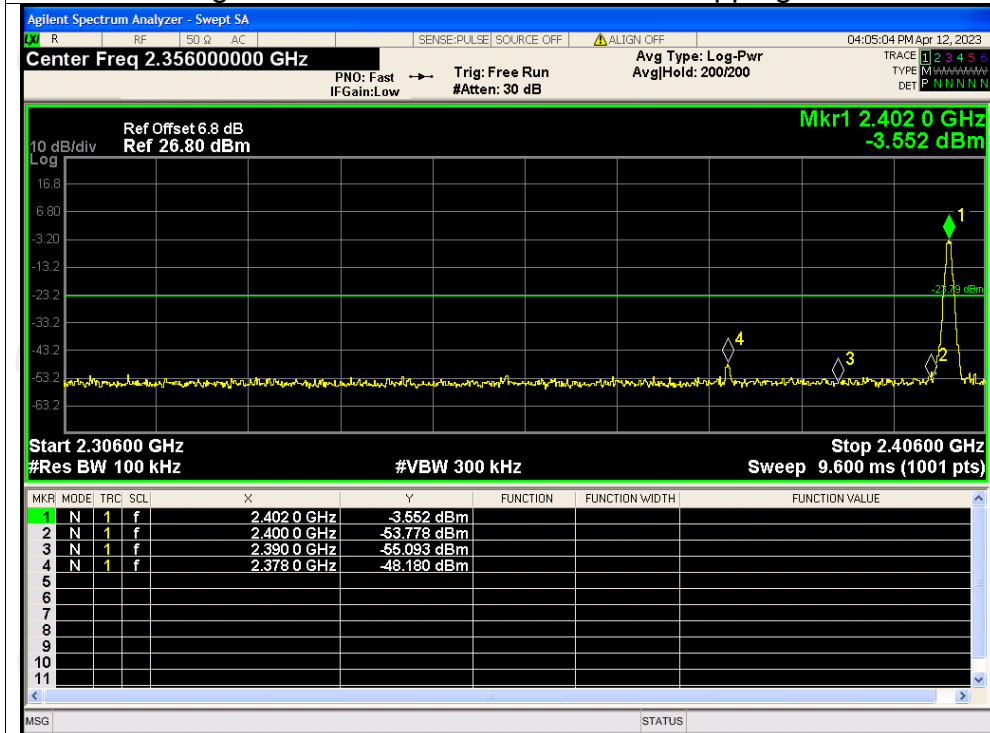 Agilent Spectrum Analyzer - Swept SA
LXI R RF 50 Ω AC SENSE:PULSE SOURCE OFF ALIGN OFF 04:05:04 PM Apr 12, 2023
Center Freq 2.356000000 GHz Avg Type: Log-Pwr TRACE 1 2 3 4 5 6
PNO: Fast Trig: Free Run Avg|Hold: 200/200 TYPE M
IFGain:Low #Atten: 30 dB DET P N N N N N
Mkr1 2.402 0 GHz
Ref Offset 6.8 dB
10 dB/div Ref 26.80 dBm -3.552 dBm
Log
16.8
6.80 1
-3.20
-13.2
-23.2 -23.79 dBm
-33.2
-43.2 4 3 2
-53.2
-63.2
Start 2.30600 GHz Stop 2.40600 GHz
#Res BW 100 kHz #VBW 300 kHz Sweep 9.600 ms (1001 pts)
MKR MODE TRC SCL X Y FUNCTION FUNCTION WIDTH FUNCTION VALUE
1 N 1 f 2.402 0 GHz -3.552 dBm
2 N 1 f 2.400 0 GHz -53.778 dBm
3 N 1 f 2.390 0 GHz -55.093 dBm
4 N 1 f 2.378 0 GHz -48.180 dBm
5
6
7
8
9
10
11
MSG STATUS